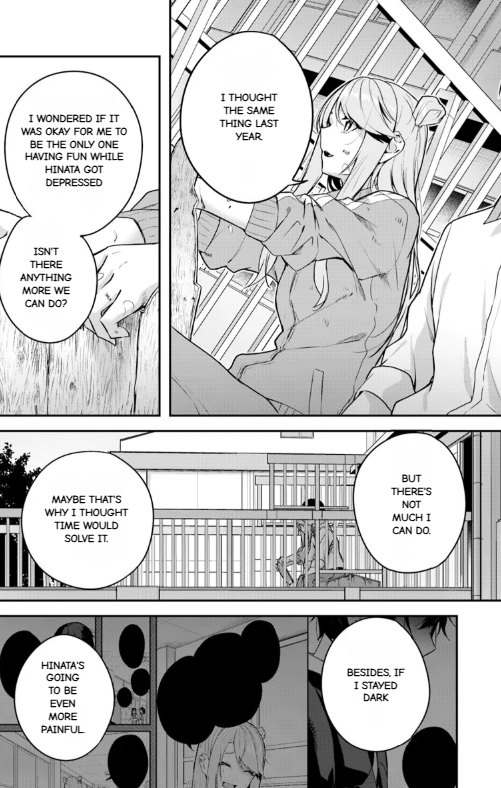 I THOUGHT
THE SAME
THING LAST
YEAR.
I WONDERED IF IT
WAS OKAY FOR ME TO
BE THE ONLY ONE
HAVING FUN WHILE
HINATA GOT
DEPRESSED
ISN'T
THERE
ANYTHING
MORE WE
CAN DO?
BUT
THERE'S
NOT
MUCH I
CAN DO.
MAYBE THAT'S
WHY I THOUGHT
TIME WOULD
SOLVE IT.
BESIDES, IF
I STAYED
DARK
HINATA'S
GOING
TO BE
EVEN
MORE
PAINFUL.